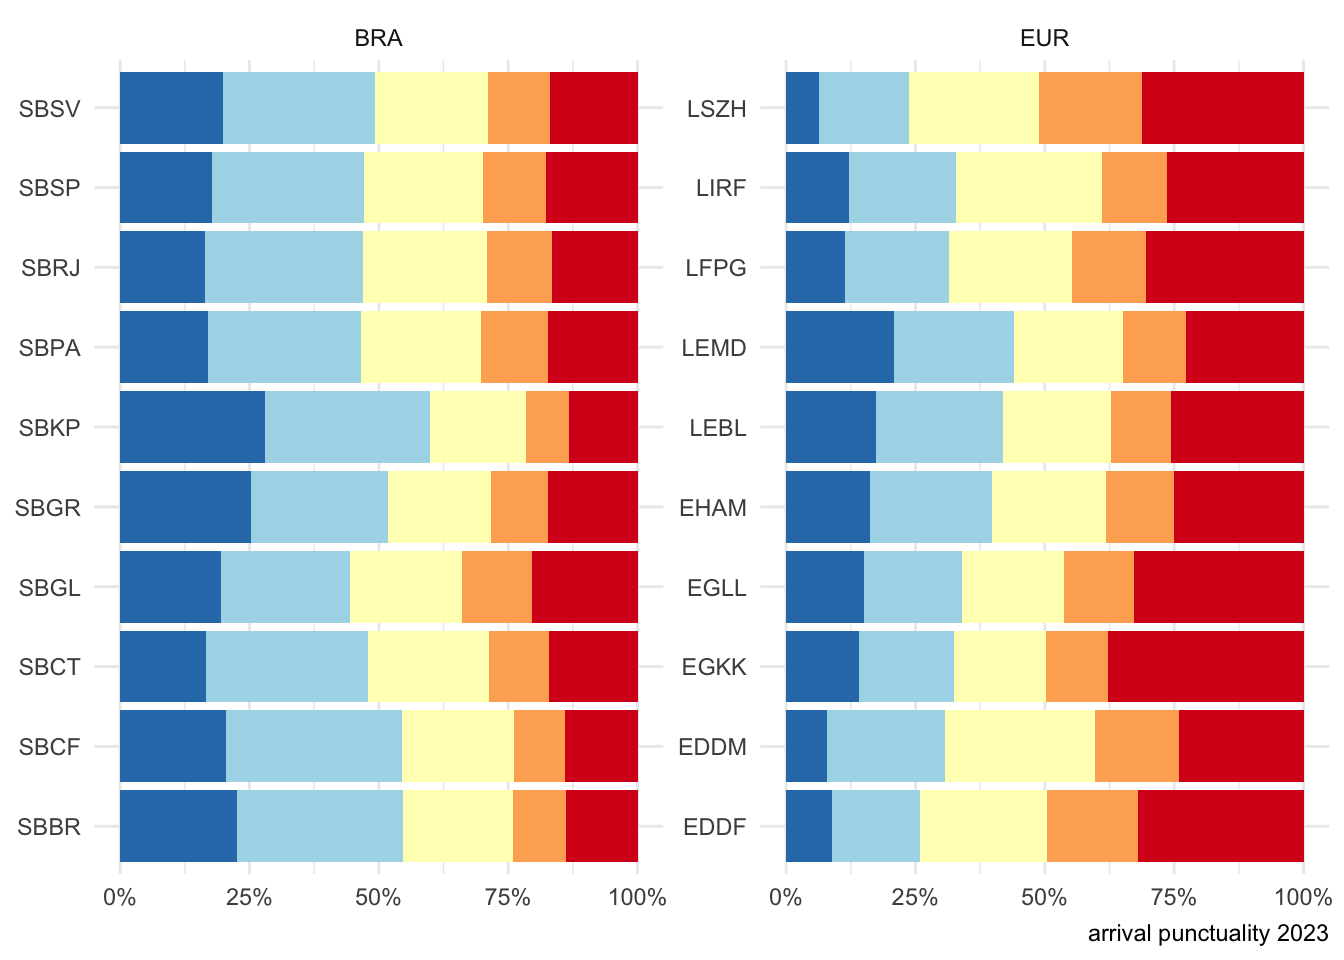 BRA
SBSV
SBSP
SBRJ
SBPA
SBKP
SBGR
SBGL
SBCT
SBCF
SBBR
0% 25% 50% 75% 100%
EUR
LSZH
LIRF
LFPG
LEMD
LEBL
EHAM
EGLL
EGKK
EDDM
EDDF
0% 25% 50% 75% 100%
arrival punctuality 2023